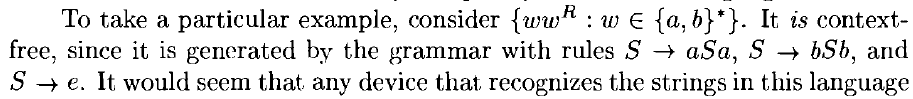 To take a particular example, consider {ww^R : w ∈ {a, b}*}. It is context-
free, since it is generated by the grammar with rules S → aSa, S → bSb, and
S → e. It would seem that any device that recognizes the strings in this language